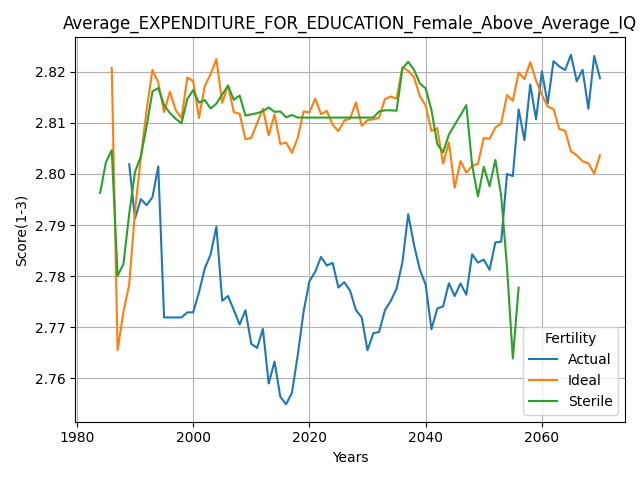 Average_EXPENDITURE_FOR_EDUCATION_Female_Above_Average_IQ
Score(1-3)
2.82
2.81
2.80
2.79
2.78
2.77
2.76
Fertility
Actual
Ideal
Sterile
1980
2000
2020
2040
2060
Years